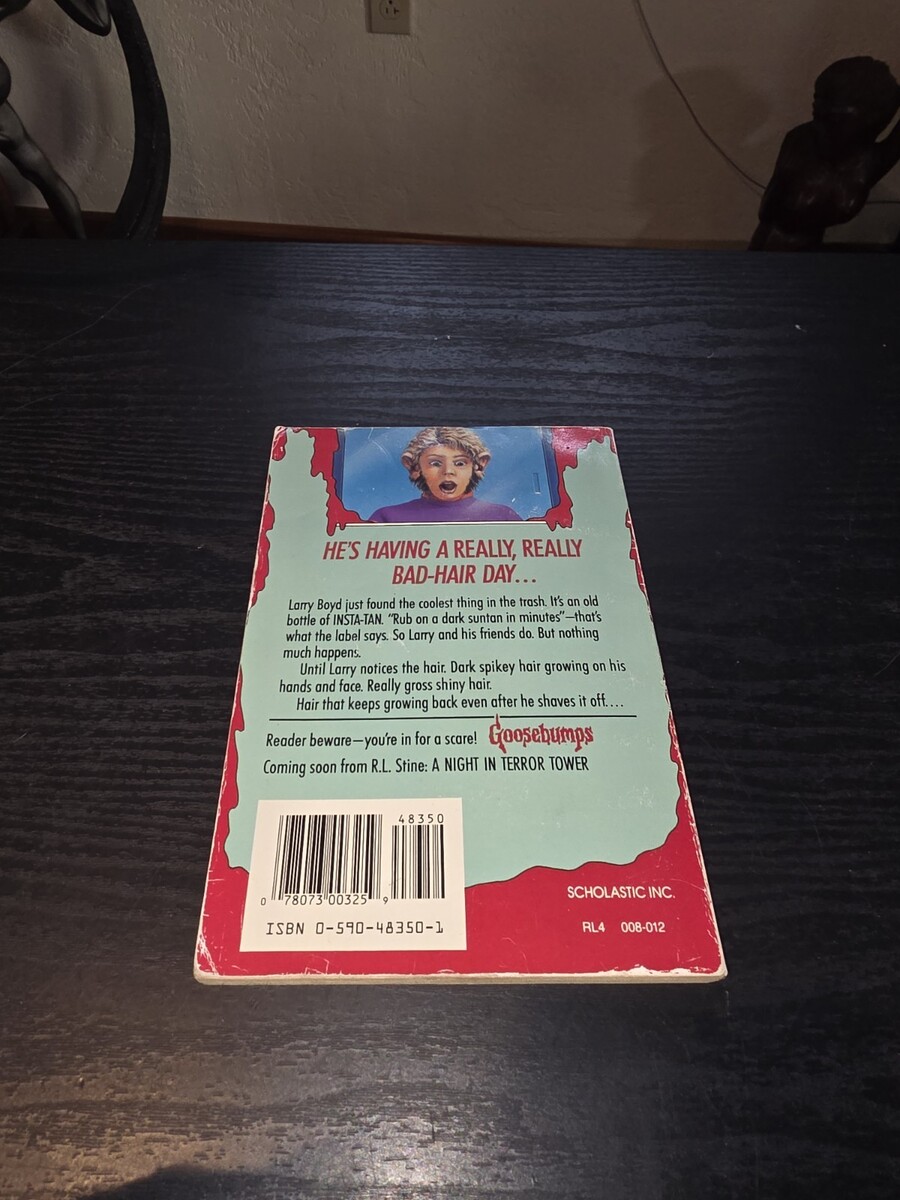 HE'S HAVING A REALLY, REALLY
BAD-HAIR DAY...
Larry Boyd just found the coolest thing in the trash. It's an old
bottle of INSTA-TAN. "Rub on a dark suntan in minutes"—that's
what the label says. So Larry and his friends do. But nothing
much happens.
Until Larry notices the hair. Dark spikey hair growing on his
hands and face. Really gross shiny hair.
Hair that keeps growing back even after he shaves it off....
Reader beware—you're in for a scare! Goosebumps
Coming soon from R.L. Stine: A NIGHT IN TERROR TOWER
48350
0 78073 00325 9
ISBN 0-590-48350-1
SCHOLASTIC INC.
RL4 008-012